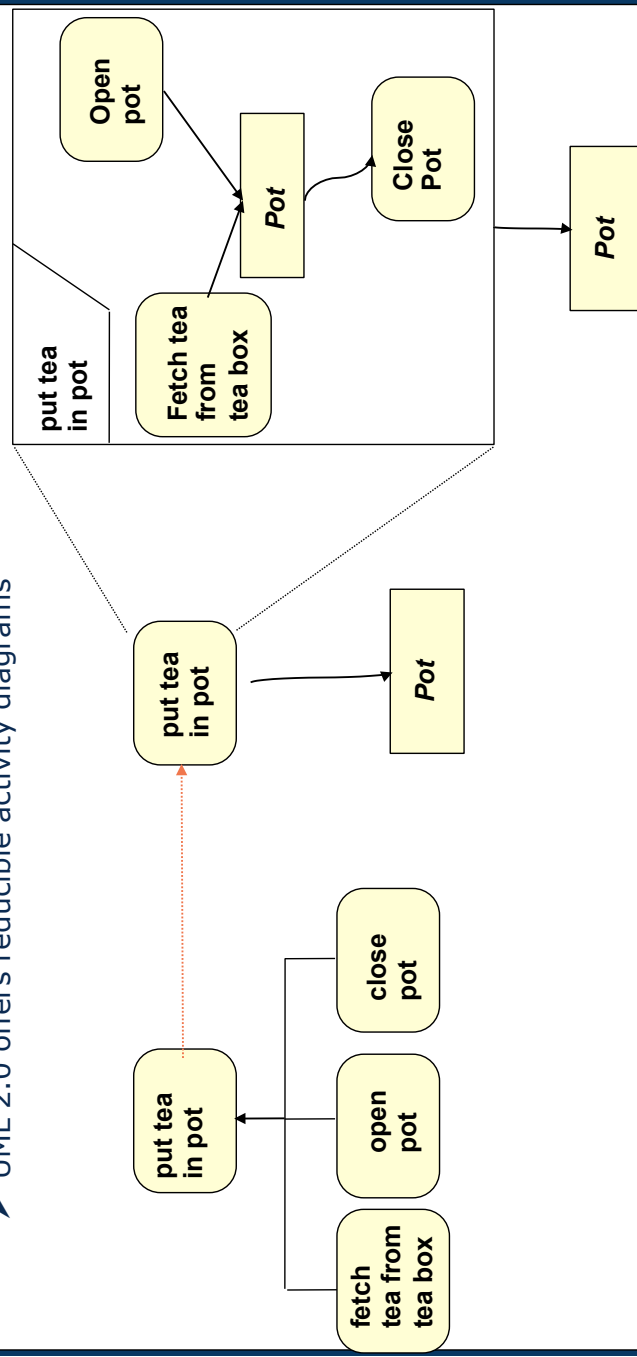 UML 2.0 offers reducible activity diagrams
put tea
in pot
fetch
tea from
tea box
open
pot
close
pot
put tea
in pot
Pot
put tea
in pot
Open
pot
Fetch tea
from
tea box
Pot
Close
Pot
Pot